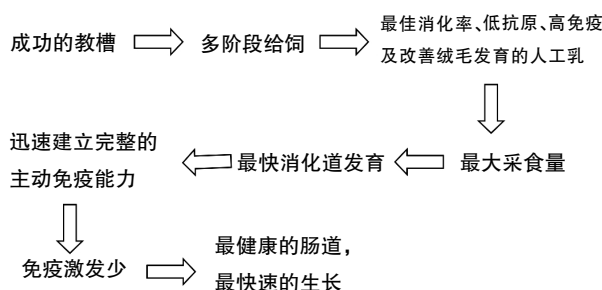 成功的教槽
多阶段给饲
最佳消化率、低抗原、高免疫
及改善绒毛发育的人工乳
最大采食量
最快消化道发育
迅速建立完整的
主动免疫能力
免疫激发少
最健康的肠道，
最快速的生长